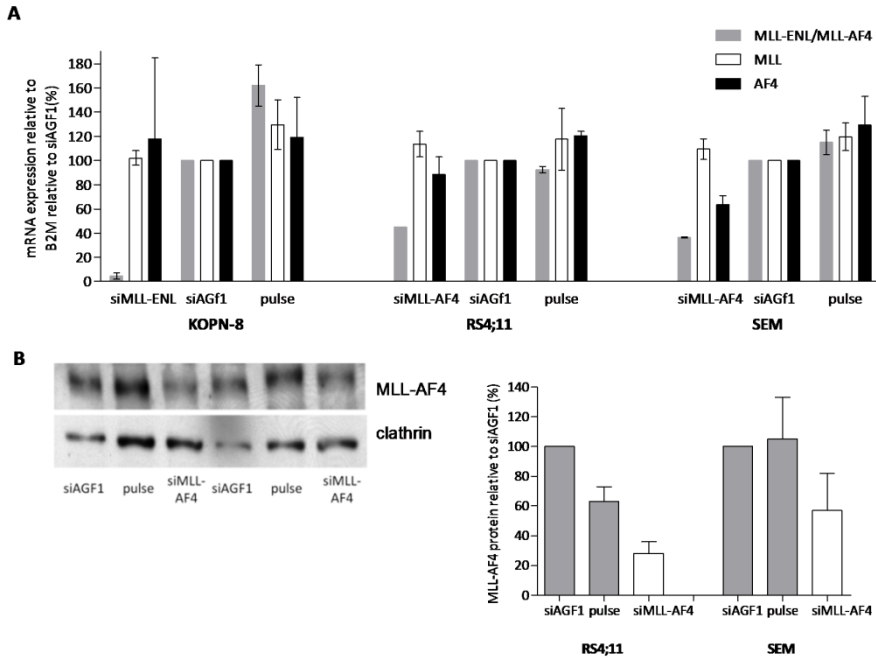 A
MLL-ENL/MLL-AF4
MLL
AF4
mRNA expression relative to
B2M relative to siAGF1(%)
180
160
140
120
100
80
60
40
20
0
siMLL-ENL siAGf1 pulse siMLL-AF4 siAGf1 pulse siMLL-AF4 siAGf1 pulse
KOPN-8 RS4;11 SEM
B
MLL-AF4
clathrin
siAGF1 pulse siMLL-AF4 siAGF1 pulse siMLL-AF4
MLL-AF4 protein relative to siAGF1 (%)
140
120
100
80
60
40
20
0
siAGF1 pulse siMLL-AF4 siAGF1 pulse siMLL-AF4
RS4;11 SEM